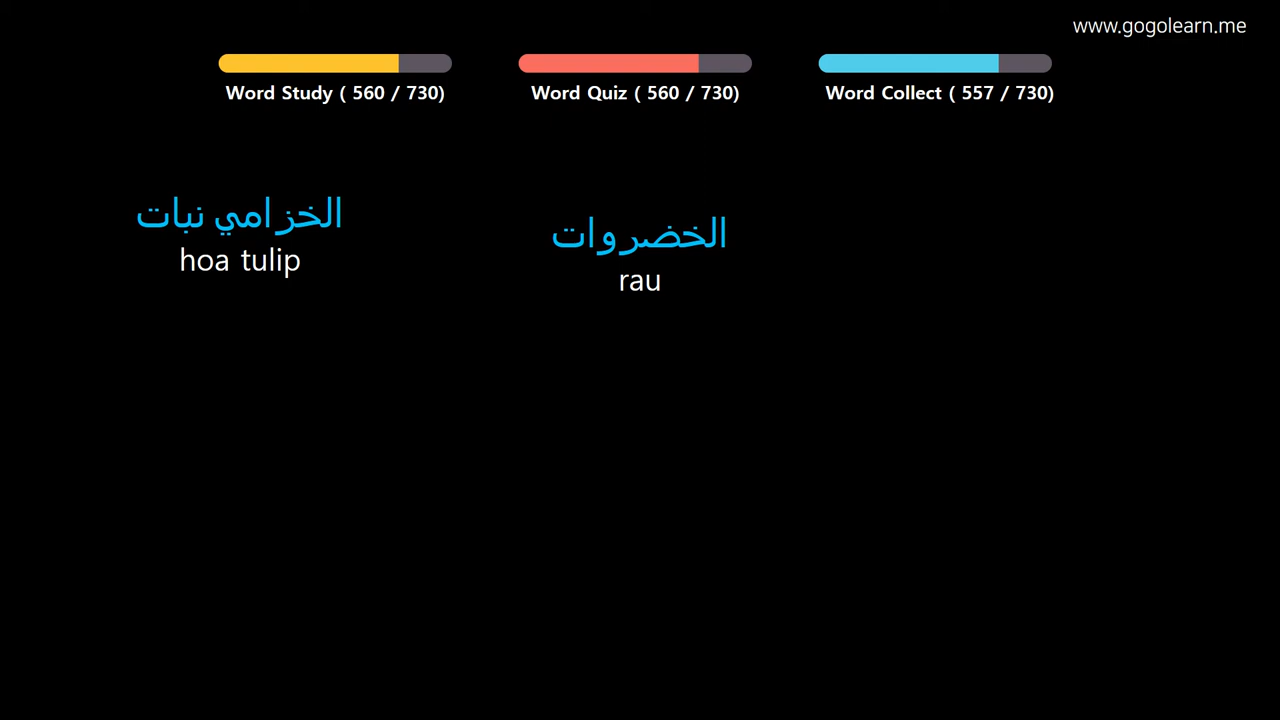 www.gogolearn.me
Word Study ( 560 / 730)
Word Quiz ( 560 / 730)
Word Collect ( 557 / 730)
الخزامي نبات
hoa tulip
الخضروات
rau